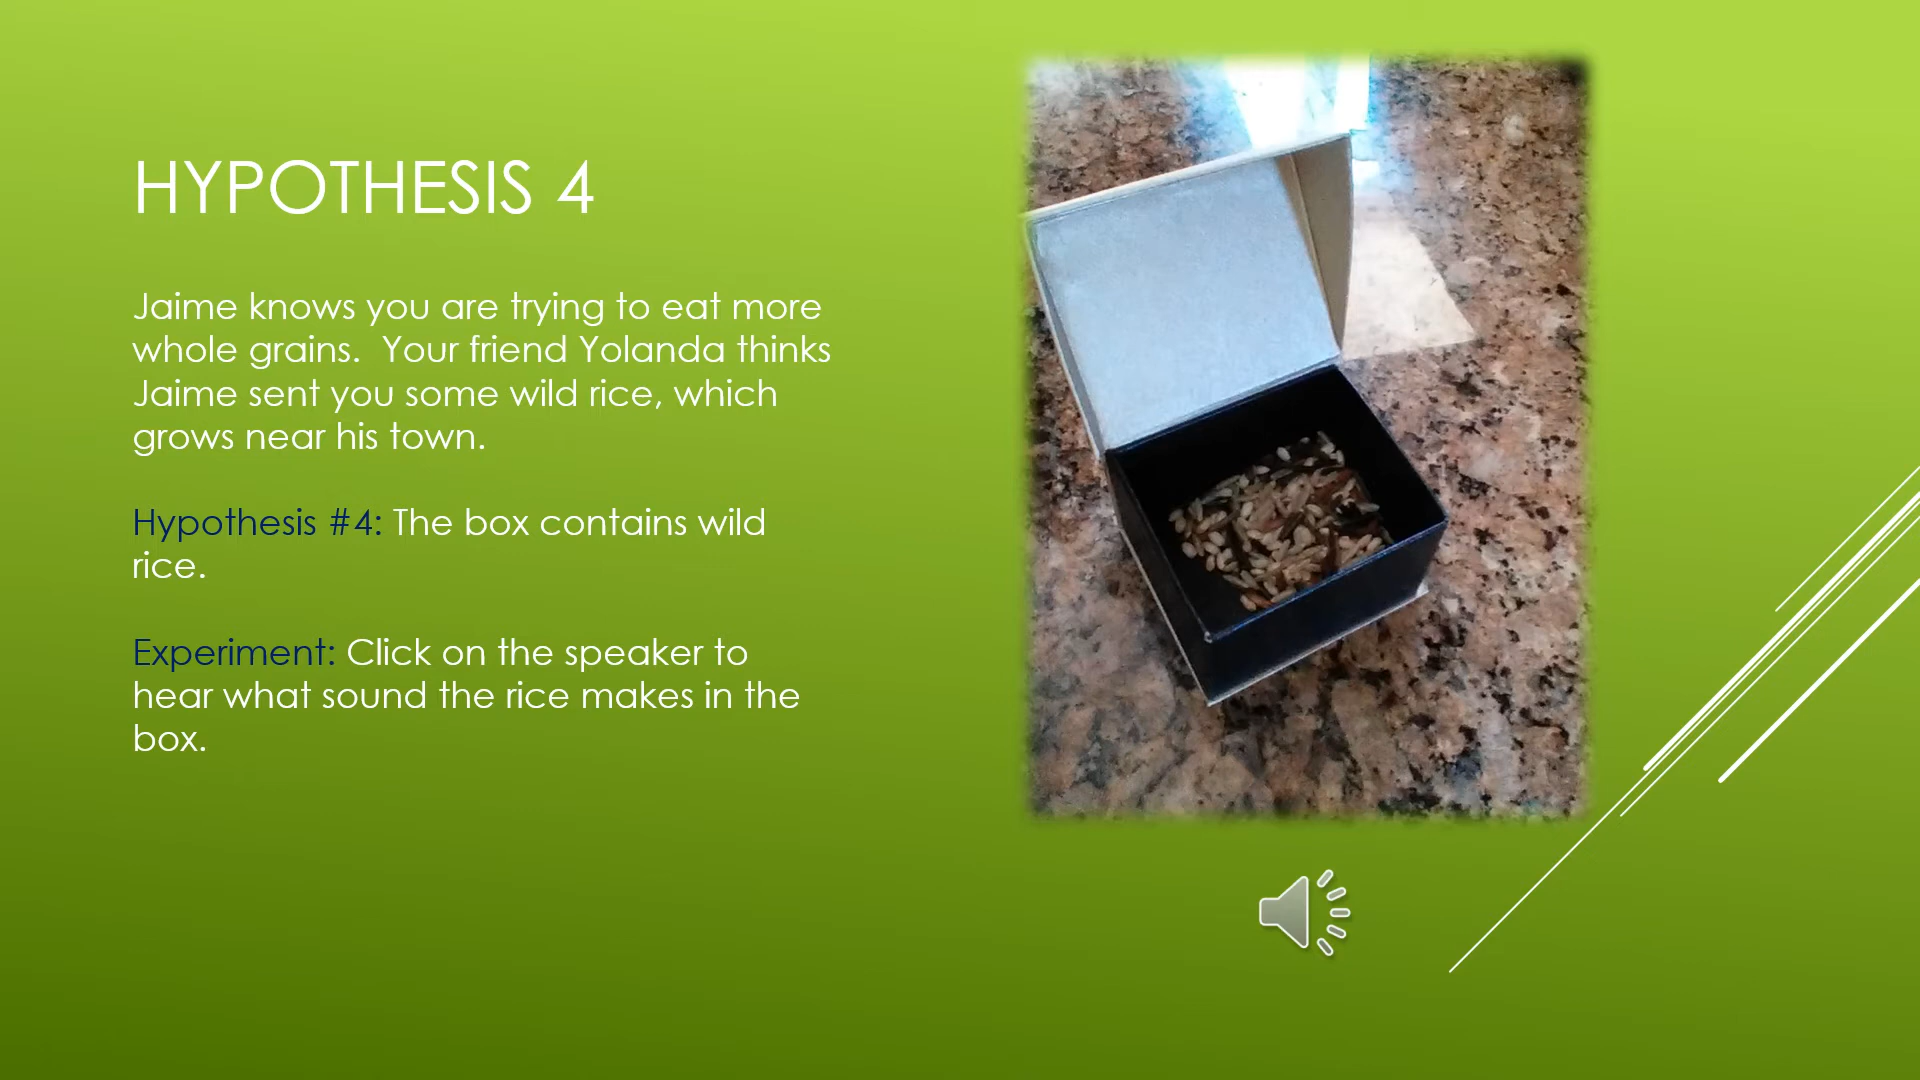 HYPOTHESIS 4
Jaime knows you are trying to eat more
whole grains.  Your friend Yolanda thinks
Jaime sent you some wild rice, which
grows near his town.
Hypothesis #4: The box contains wild
rice.
Experiment: Click on the speaker to
hear what sound the rice makes in the
box.